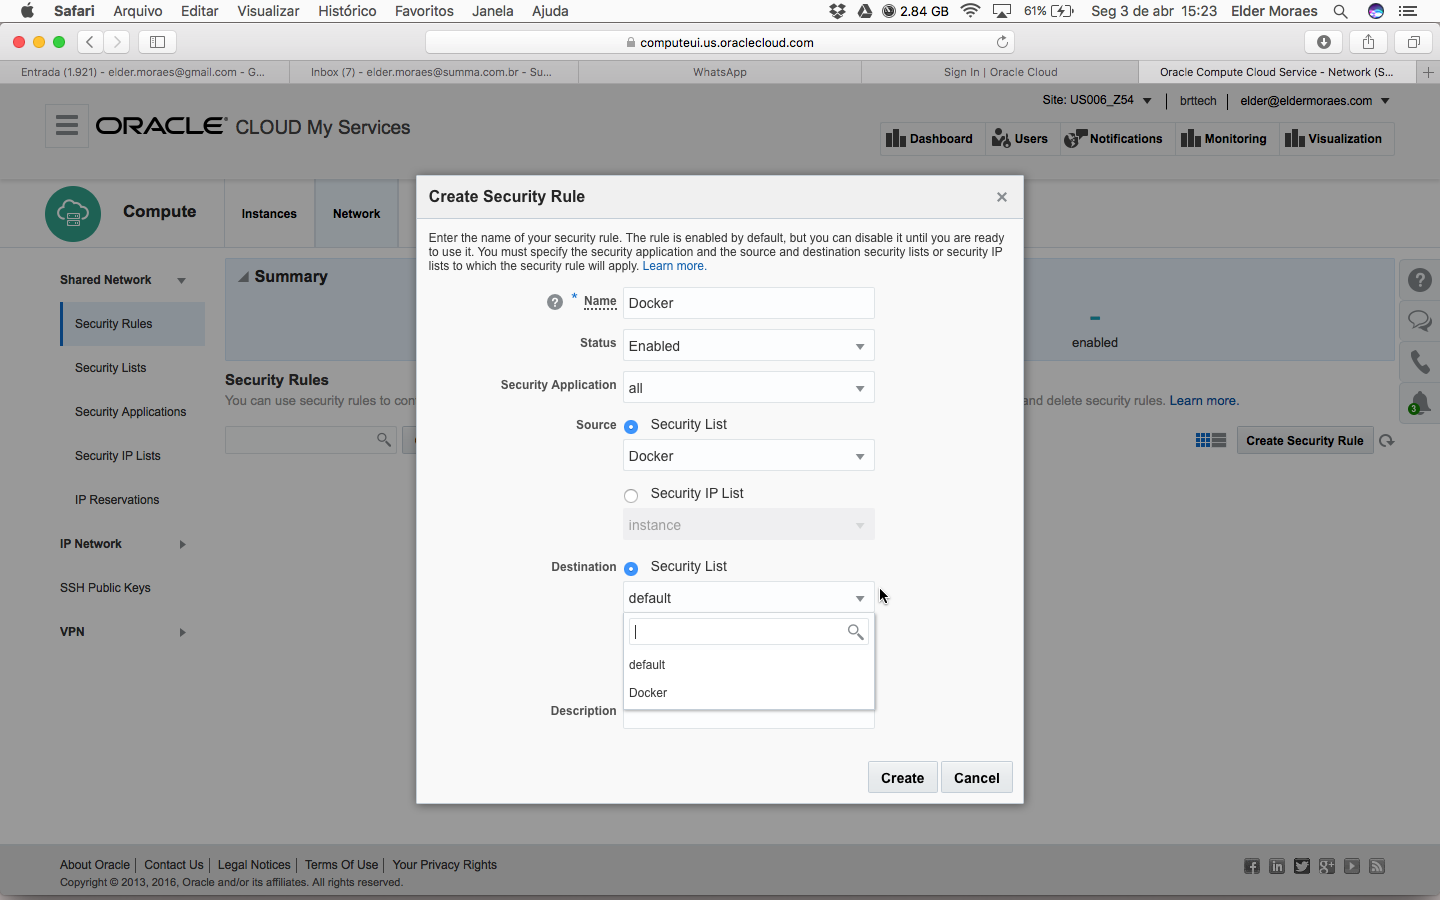 Safari Arquivo Editar Visualizar Histórico Favoritos Janela Ajuda 2.84 GB 61% Seg 3 de abr 15:23 Elder Moraes
computeui.us.oraclecloud.com
Entrada (1.921) - elder.moraes@gmail.com - G... Inbox (7) - elder.moraes@summa.com.br - Su... WhatsApp Sign In | Oracle Cloud Oracle Compute Cloud Service - Network (S...
Site: US006_Z54 brttech elder@eldermoraes.com
ORACLE CLOUD My Services
Dashboard Users Notifications Monitoring Visualization
Compute Instances Network
Shared Network
Security Rules
Security Lists
Security Applications
Security IP Lists
IP Reservations
IP Network
SSH Public Keys
VPN
Summary
enabled
Security Rules
You can use security rules to con and delete security rules. Learn more.
Create Security Rule
3
Create Security Rule ×
Enter the name of your security rule. The rule is enabled by default, but you can disable it until you are ready
to use it. You must specify the security application and the source and destination security lists or security IP
lists to which the security rule will apply. Learn more.
? * Name Docker
Status Enabled
Security Application all
Source Security List
Docker
Security IP List
instance
Destination Security List
default
default
Docker
Description
Create Cancel
About Oracle | Contact Us | Legal Notices | Terms Of Use | Your Privacy Rights
Copyright © 2013, 2016, Oracle and/or its affiliates. All rights reserved.